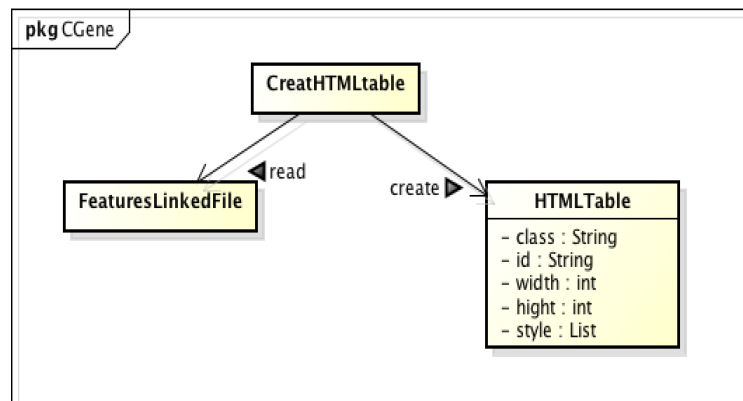 pkg CGene
CreatHTMLtable
read
create
FeaturesLinkedFile
HTMLTable
– class : String
– id : String
– width : int
– hight : int
– style : List